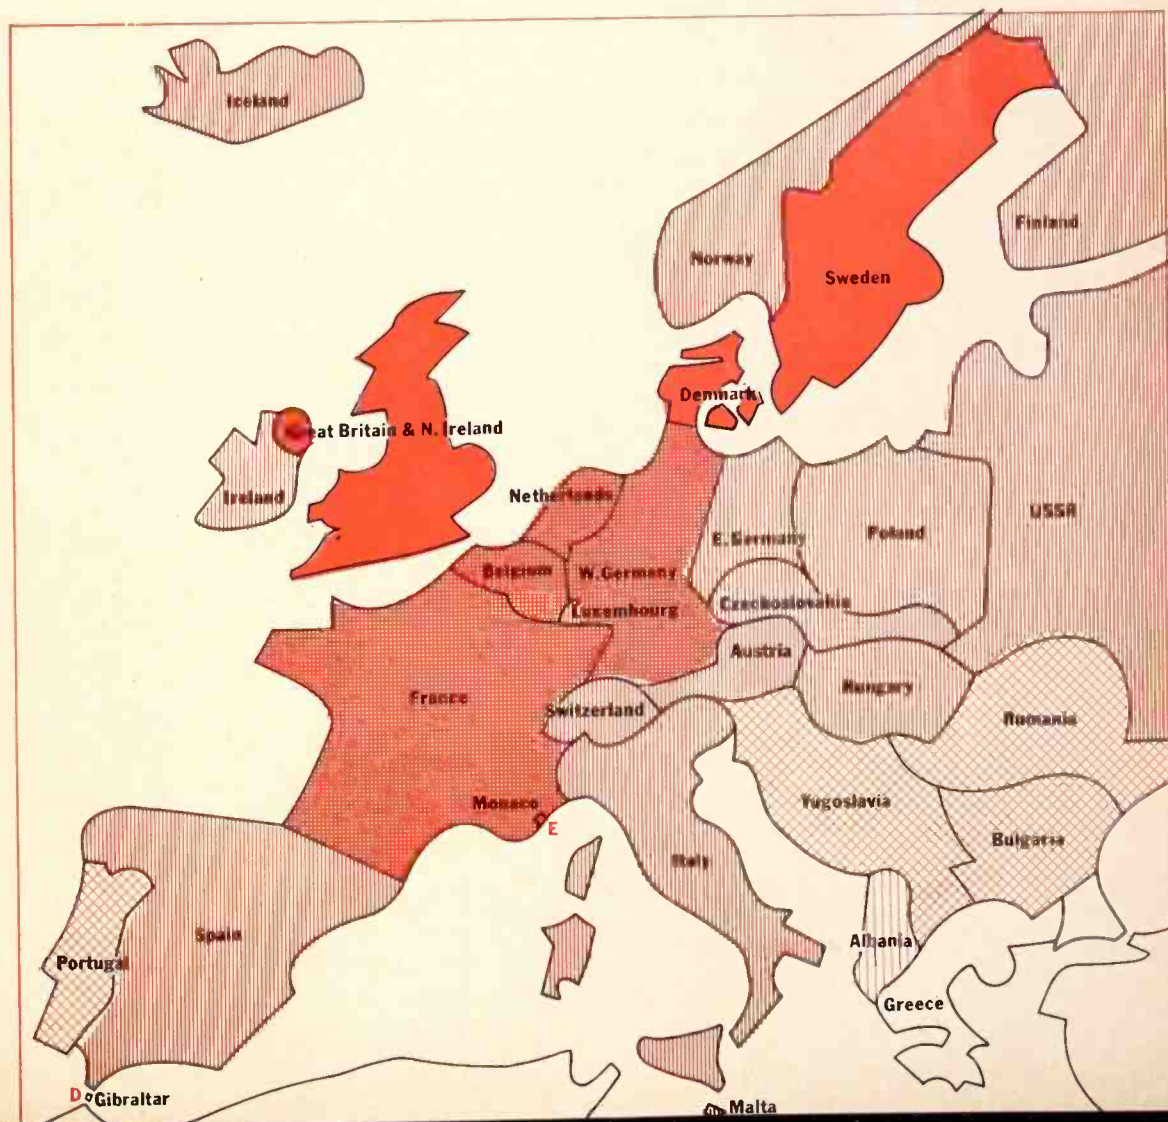 Iceland
Finland
Norway
Sweden
Denmark
eat Britain & N. Ireland
Ireland
Netherlands
USSR
Poland
E. Germany
Belgium
W. Germany
Czechoslovakia
Luxembourg
Austria
Hungary
France
Switzerland
Rumania
Monaco
Yugoslavia
E
Bulgaria
Italy
Spain
Albania
Portugal
Greece
D Gibraltar
Malta